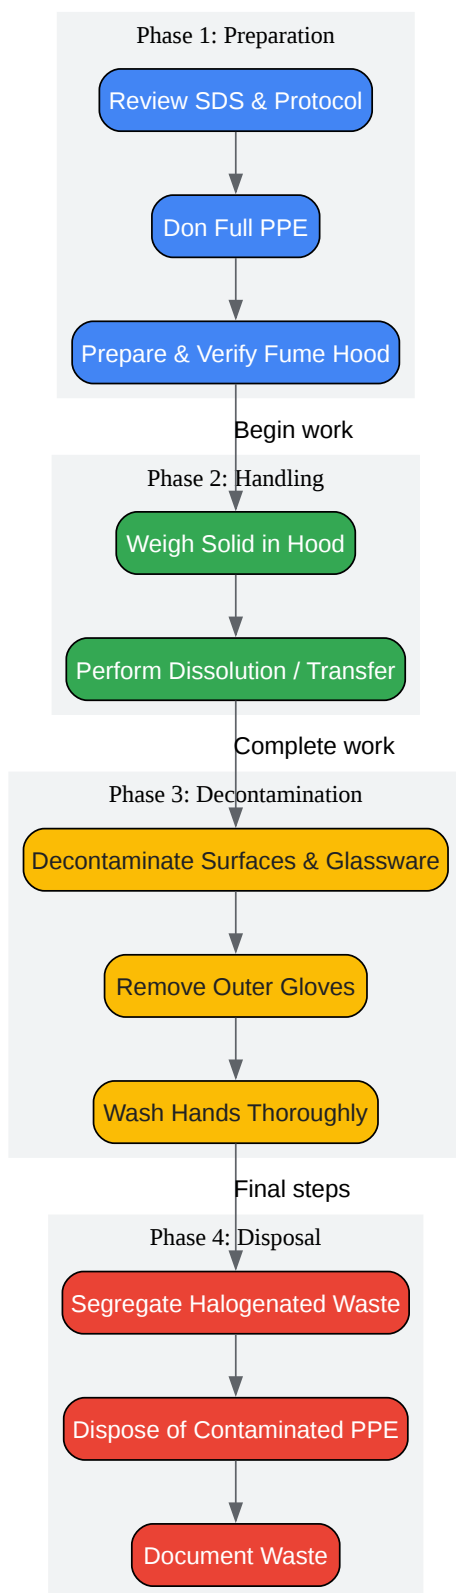 Phase 1: Preparation
Review SDS & Protocol
Don Full PPE
Prepare & Verify Fume Hood
Begin work
Phase 2: Handling
Weigh Solid in Hood
Perform Dissolution / Transfer
Complete work
Phase 3: Decontamination
Decontaminate Surfaces & Glassware
Remove Outer Gloves
Wash Hands Thoroughly
Final steps
Phase 4: Disposal
Segregate Halogenated Waste
Dispose of Contaminated PPE
Document Waste